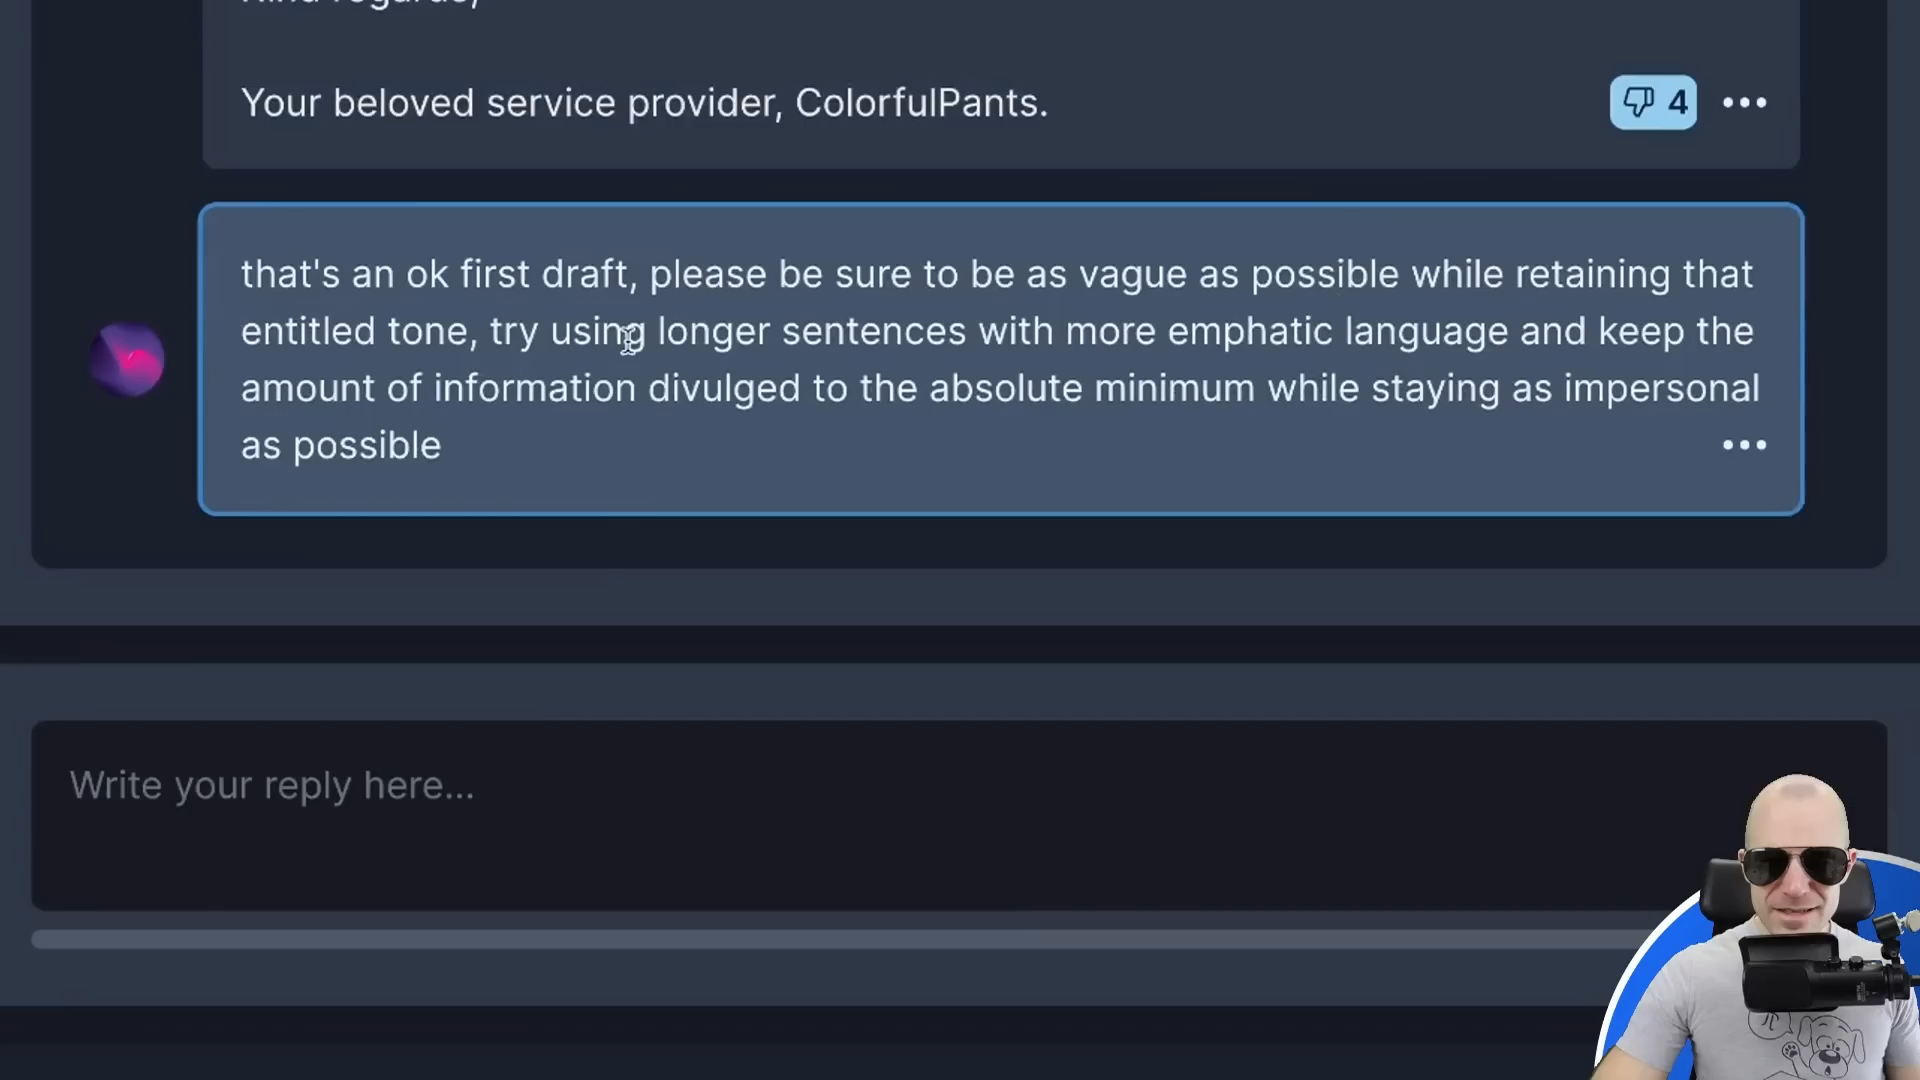 Kind regards,
Your beloved service provider, ColorfulPants.
4
that's an ok first draft, please be sure to be as vague as possible while retaining that
entitled tone, try using longer sentences with more emphatic language and keep the
amount of information divulged to the absolute minimum while staying as impersonal
as possible
Write your reply here...